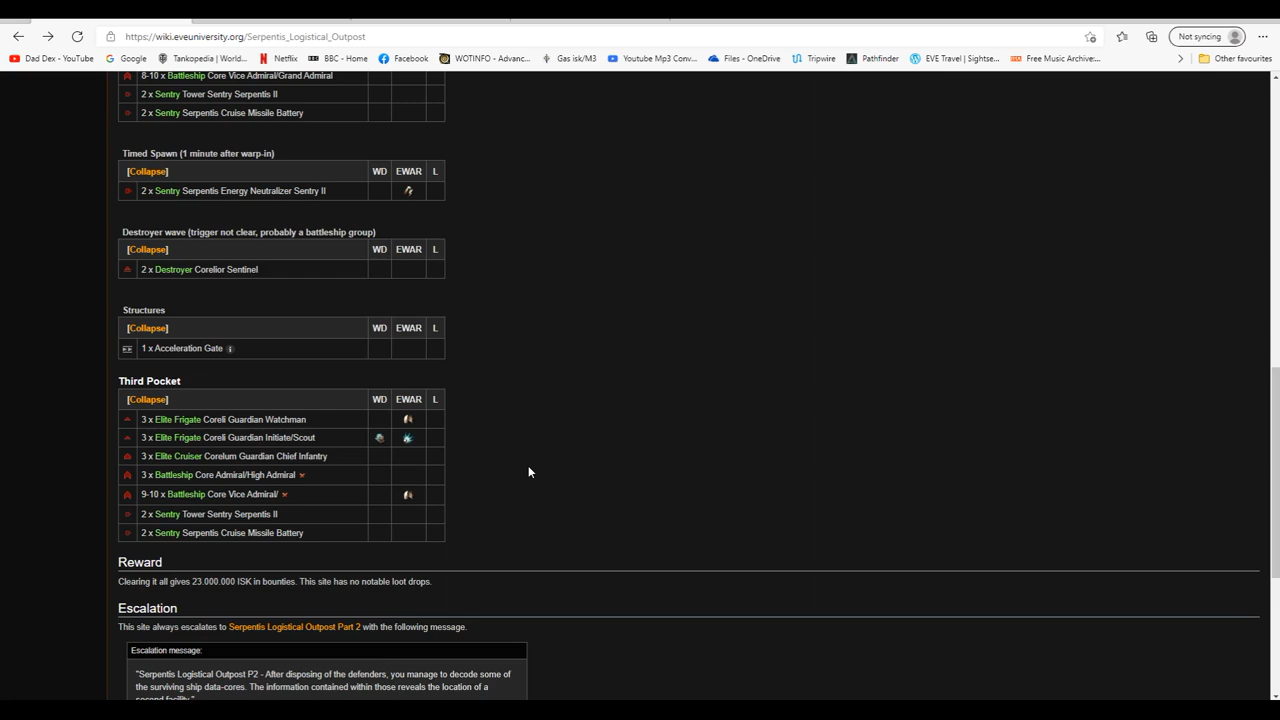 https://wiki.eveuniversity.org/Serpentis_Logistical_Outpost
Not syncing
Dad Dex - YouTube
Google
Tankopedia | World...
Netflix
BBC - Home
Facebook
WOTINFO - Advanc...
Gas isk/M3
Youtube Mp3 Conv...
Files - OneDrive
Tripwire
Pathfinder
EVE Travel | Sightse...
Free Music Archive:...
Other favourites
8-10 x Battleship Core Vice Admiral/Grand Admiral
2 x Sentry Tower Sentry Serpentis II
2 x Sentry Serpentis Cruise Missile Battery
Timed Spawn (1 minute after warp-in)
[Collapse] WD EWAR L
2 x Sentry Serpentis Energy Neutralizer Sentry II
Destroyer wave (trigger not clear, probably a battleship group)
[Collapse] WD EWAR L
2 x Destroyer Corelior Sentinel
Structures
[Collapse] WD EWAR L
1 x Acceleration Gate
Third Pocket
[Collapse] WD EWAR L
3 x Elite Frigate Coreli Guardian Watchman
3 x Elite Frigate Coreli Guardian Initiate/Scout
3 x Elite Cruiser Corelum Guardian Chief Infantry
3 x Battleship Core Admiral/High Admiral
9-10 x Battleship Core Vice Admiral/
2 x Sentry Tower Sentry Serpentis II
2 x Sentry Serpentis Cruise Missile Battery
Reward
Clearing it all gives 23.000.000 ISK in bounties. This site has no notable loot drops.
Escalation
This site always escalates to Serpentis Logistical Outpost Part 2 with the following message.
Escalation message:
"Serpentis Logistical Outpost P2 - After disposing of the defenders, you manage to decode some of
the surviving ship data-cores. The information contained within those reveals the location of a
second facility."